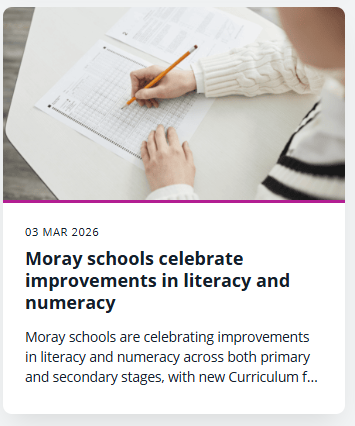 03 MAR 2026
Moray schools celebrate
improvements in literacy and
numeracy
Moray schools are celebrating improvements
in literacy and numeracy across both primary
and secondary stages, with new Curriculum f...